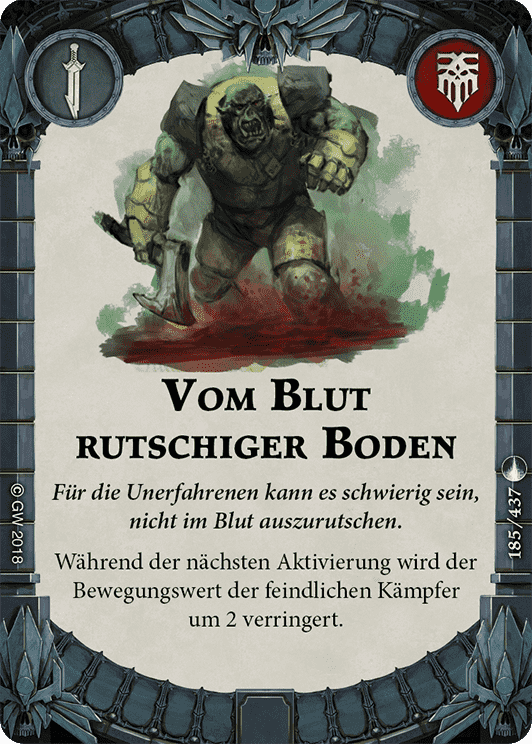 Vom Blut
rutschiger Boden
Für die Unerfahrenen kann es schwierig sein,
nicht im Blut auszurutschen.
Während der nächsten Aktivierung wird der
Bewegungswert der feindlichen Kämpfer
um 2 verringert.
© GW 2018
185/437